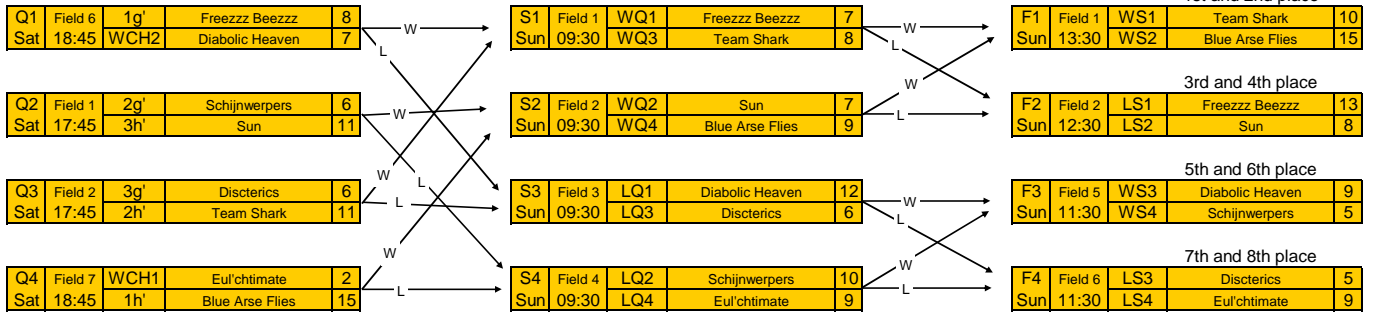 1st and 2nd place
Q1 Field 6 1g' Freezzz Beezzz 8 W S1 Field 1 WQ1 Freezzz Beezzz 7 W F1 Field 1 WS1 Team Shark 10
Sat 18:45 WCH2 Diabolic Heaven 7 L Sun 09:30 WQ3 Team Shark 8 L Sun 13:30 WS2 Blue Arse Flies 15
W 3rd and 4th place
Q2 Field 1 2g' Schijnwerpers 6 W S2 Field 2 WQ2 Sun 7 F2 Field 2 LS1 Freezzz Beezzz 13
Sat 17:45 3h' Sun 11 Sun 09:30 WQ4 Blue Arse Flies 9 L Sun 12:30 LS2 Sun 8
W L 5th and 6th place
Q3 Field 2 3g' Discterics 6 S3 Field 3 LQ1 Diabolic Heaven 12 W F3 Field 5 WS3 Diabolic Heaven 9
Sat 17:45 2h' Team Shark 11 L Sun 09:30 LQ3 Discterics 6 L Sun 11:30 WS4 Schijnwerpers 5
W W 7th and 8th place
Q4 Field 7 WCH1 Eul'chtimate 2 S4 Field 4 LQ2 Schijnwerpers 10 F4 Field 6 LS3 Discterics 5
Sat 18:45 1h' Blue Arse Flies 15 L Sun 09:30 LQ4 Eul'chtimate 9 L Sun 11:30 LS4 Eul'chtimate 9